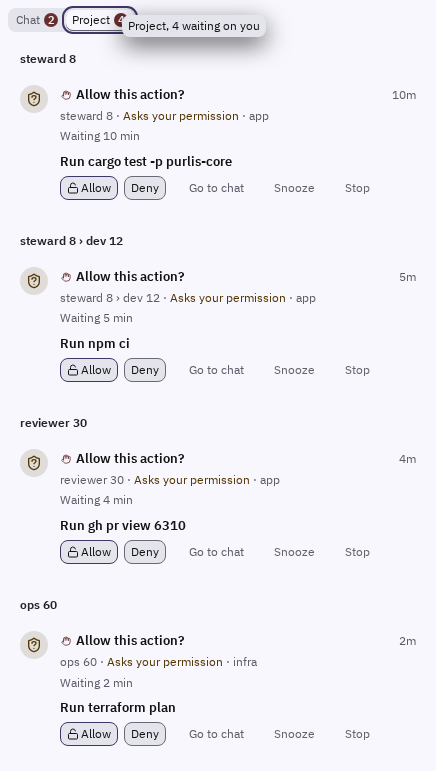 Chat 2 Project 4
Project, 4 waiting on you
steward 8
Allow this action? 10m
steward 8 · Asks your permission · app
Waiting 10 min
Run cargo test -p purlis-core
Allow Deny Go to chat Snooze Stop
steward 8 › dev 12
Allow this action? 5m
steward 8 › dev 12 · Asks your permission · app
Waiting 5 min
Run npm ci
Allow Deny Go to chat Snooze Stop
reviewer 30
Allow this action? 4m
reviewer 30 · Asks your permission · app
Waiting 4 min
Run gh pr view 6310
Allow Deny Go to chat Snooze Stop
ops 60
Allow this action? 2m
ops 60 · Asks your permission · infra
Waiting 2 min
Run terraform plan
Allow Deny Go to chat Snooze Stop